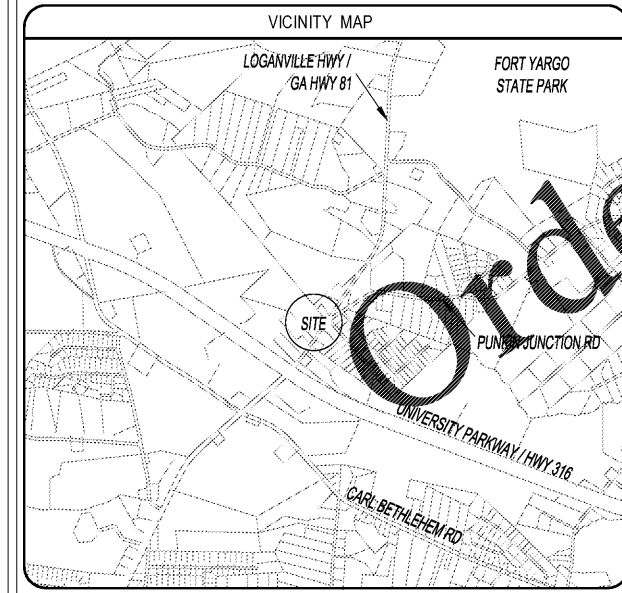 VICINITY MAP
LOGANVILLE HWY /
GA HWY 81
FORT YARGO
STATE PARK
SITE
PUNKIN JUNCTION RD
UNIVERSITY PARKWAY / HWY 316
CARL BETHLEHEM RD
Orde